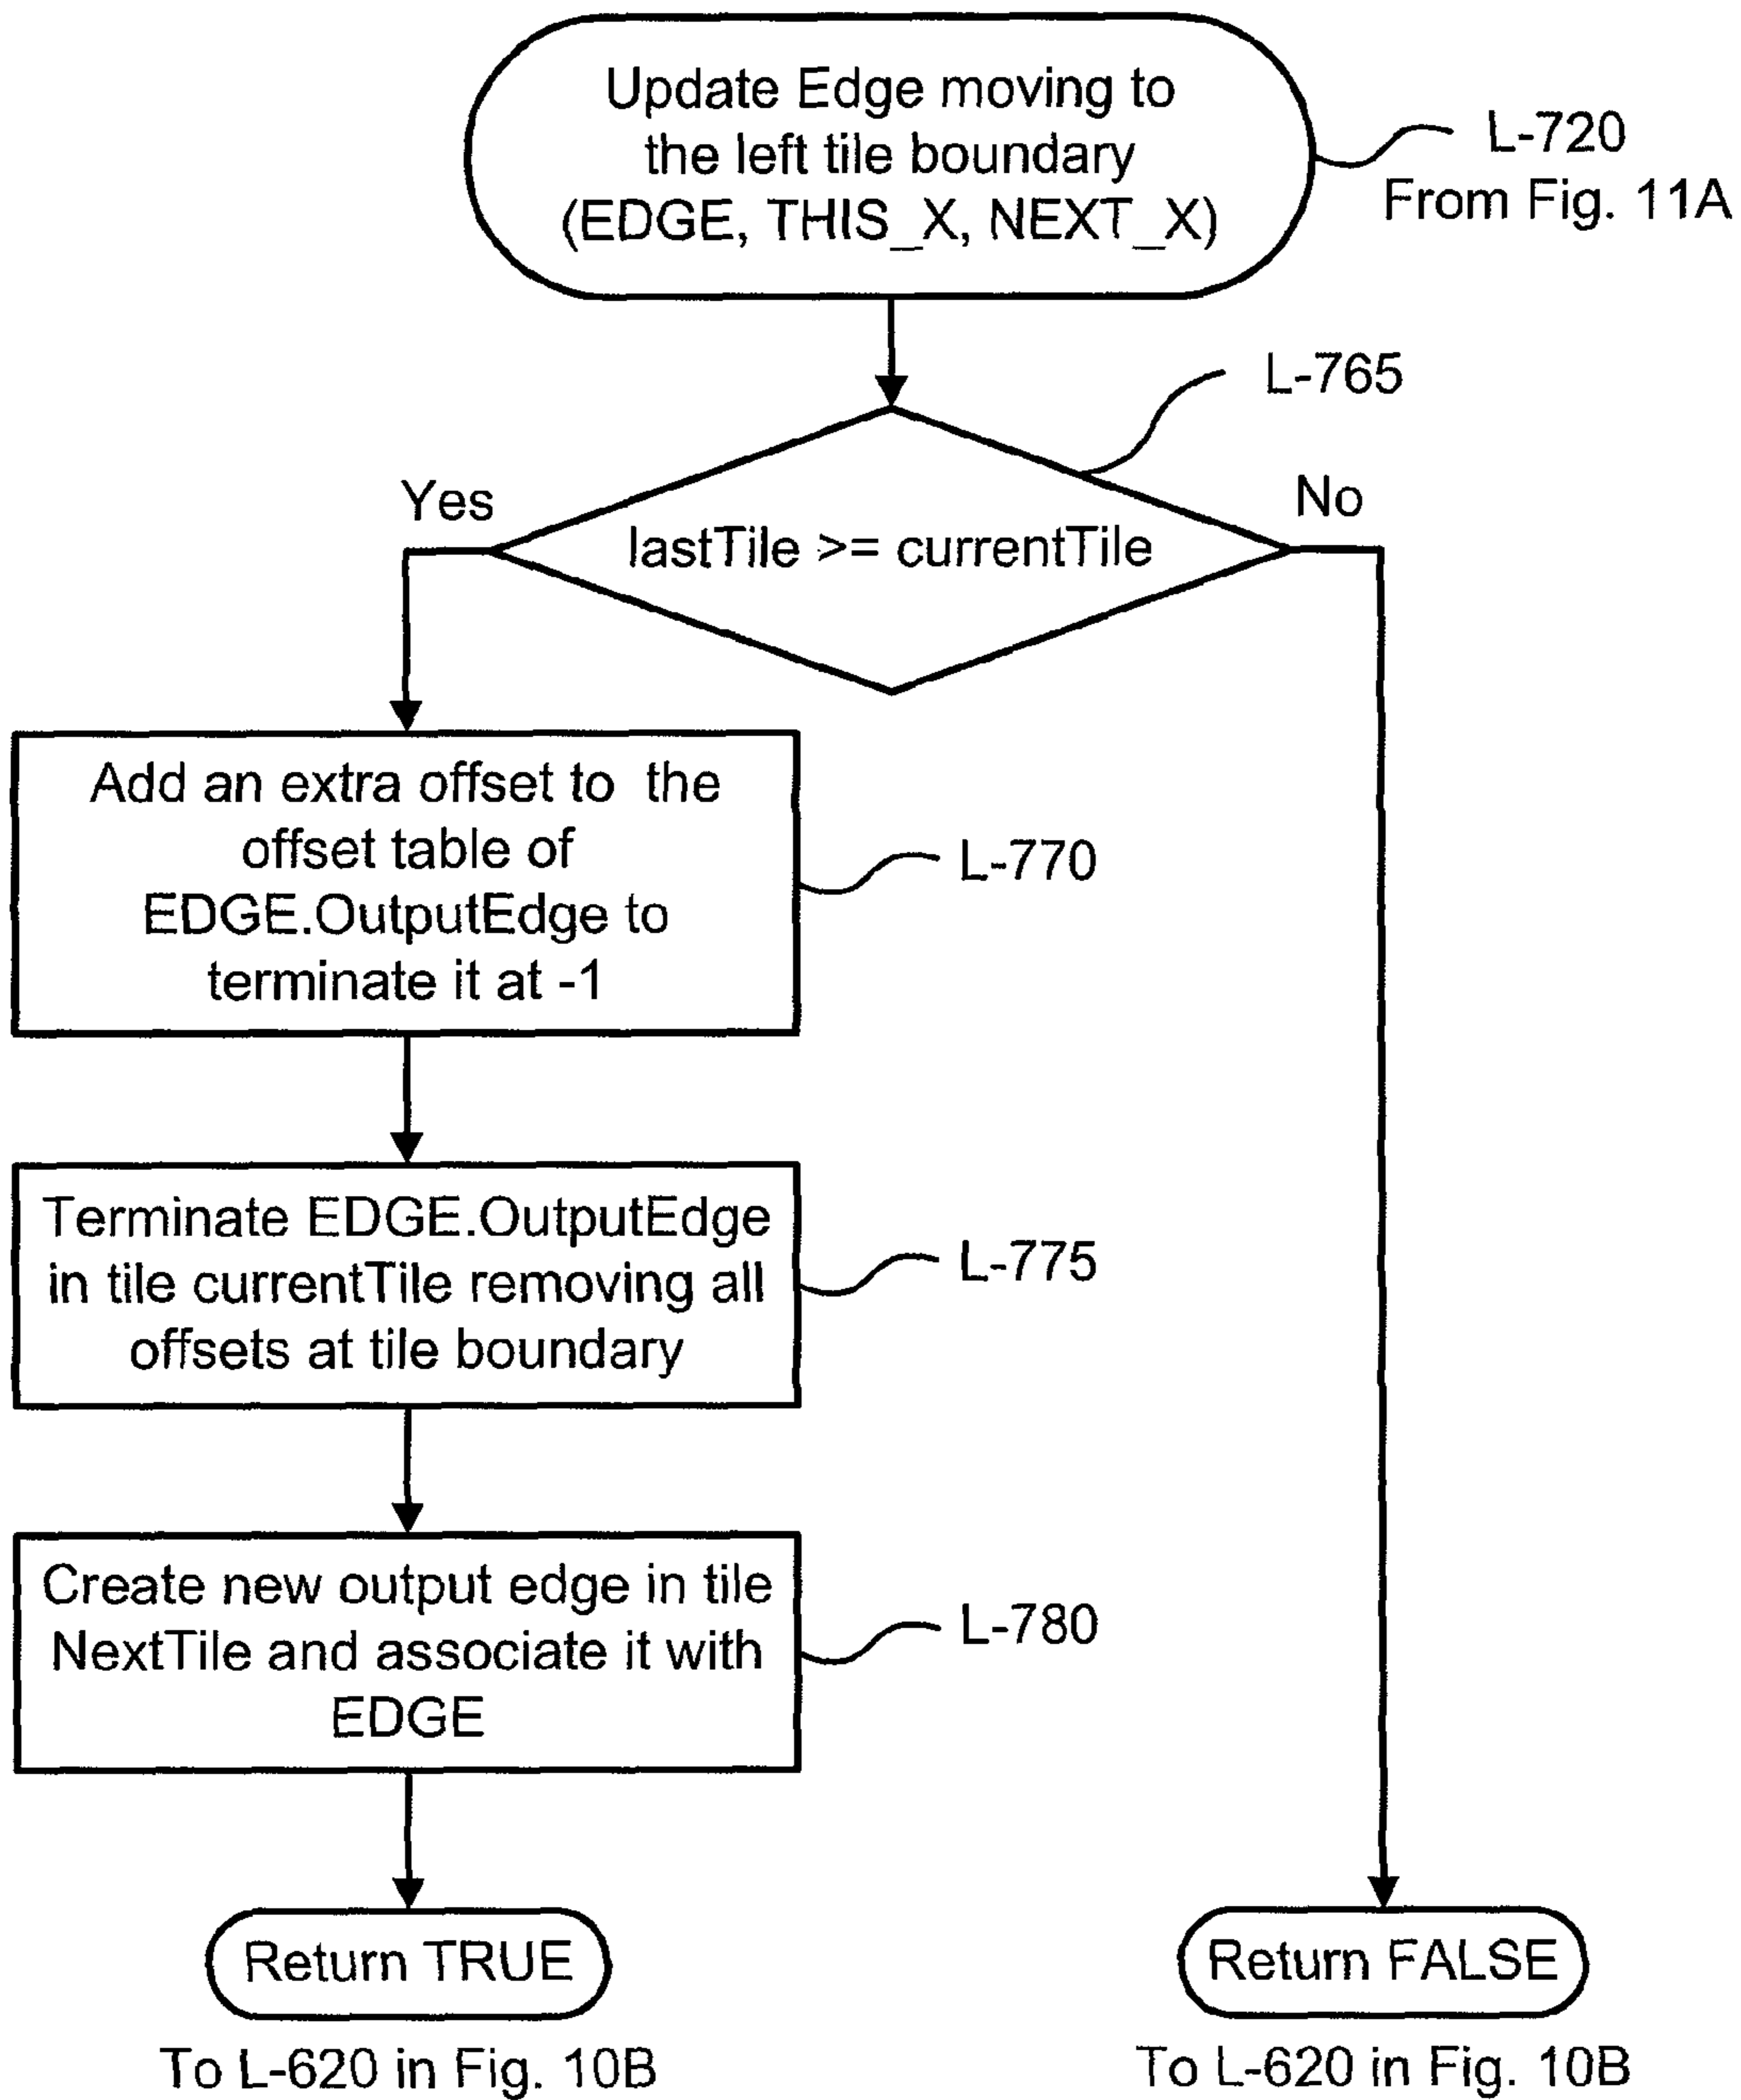 Update Edge moving to
the left tile boundary
(EDGE, THIS_X, NEXT_X)
L-720
From Fig. 11A
L-765
Yes
No
lastTile >= currentTile
Add an extra offset to the
offset table of
EDGE.OutputEdge to
terminate it at -1
L-770
Terminate EDGE.OutputEdge
in tile currentTile removing all
offsets at tile boundary
L-775
Create new output edge in tile
NextTile and associate it with
EDGE
L-780
Return TRUE
Return FALSE
To L-620 in Fig. 10B
To L-620 in Fig. 10B